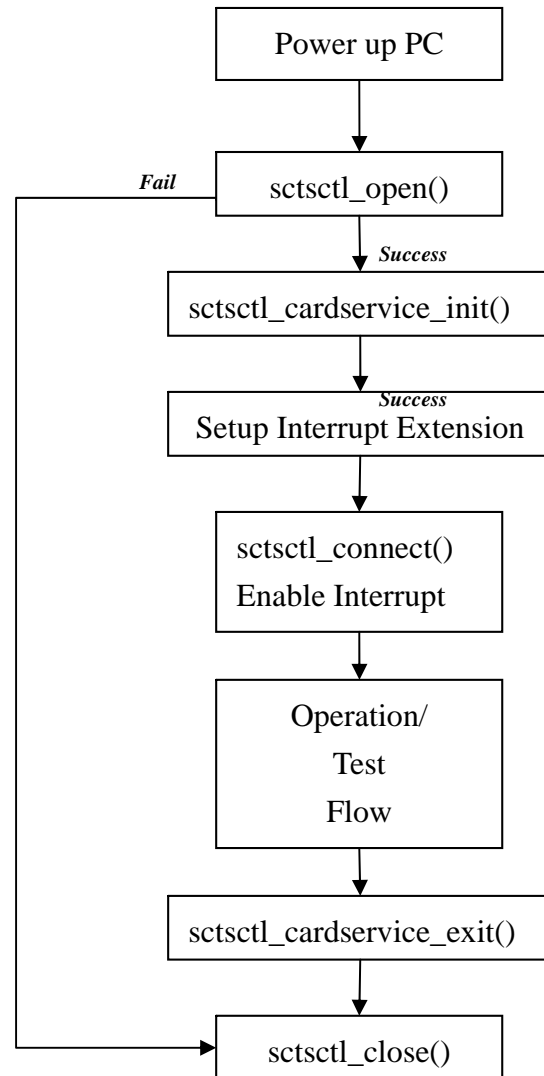 Power up PC
Fail
sctsctl_open()
Success
sctsctl_cardservice_init()
Success
Setup Interrupt Extension
sctsctl_connect()
Enable Interrupt
Operation/
Test
Flow
sctsctl_cardservice_exit()
sctsctl_close()